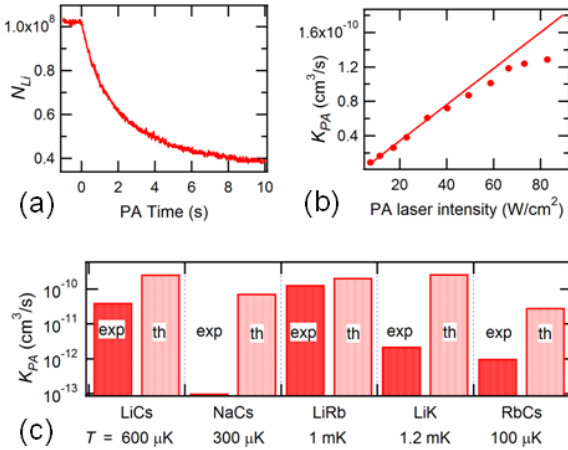 1.0x10⁸
0.8
0.6
0.4
N_Li
0 2 4 6 8 10
PA Time (s)
(a)
1.6x10⁻¹⁰
1.2
0.8
0.4
K_PA (cm³/s)
20 40 60 80
PA laser intensity (W/cm²)
(b)
10⁻¹⁰
10⁻¹¹
10⁻¹²
10⁻¹³
K_PA (cm³/s)
exp th exp th exp th exp th exp th
LiCs NaCs LiRb LiK RbCs
T = 600 μK 300 μK 1 mK 1.2 mK 100 μK
(c)